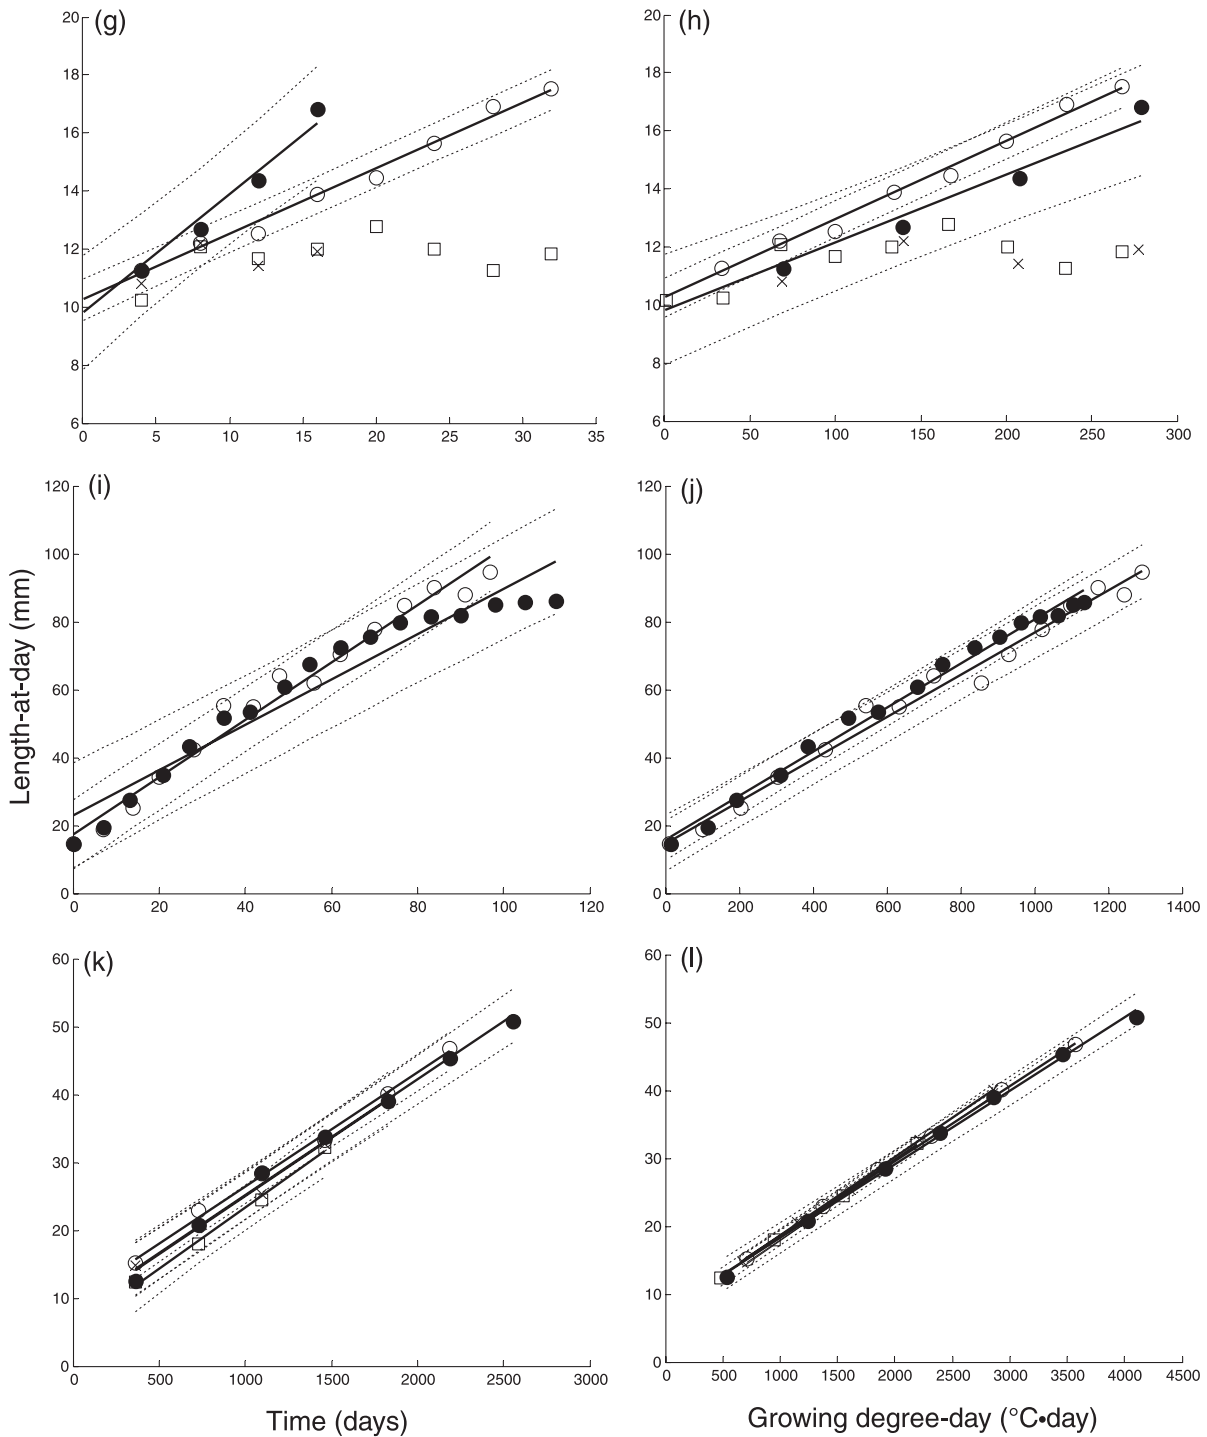 (g)
20
18
16
14
12
10
8
6
0 5 10 15 20 25 30 35
(h)
20
18
16
14
12
10
8
6
0 50 100 150 200 250 300
(i)
120
100
80
60
40
20
0
0 20 40 60 80 100 120
(j)
120
100
80
60
40
20
0
0 200 400 600 800 1000 1200 1400
Length-at-day (mm)
(k)
60
50
40
30
20
10
0
500 1000 1500 2000 2500 3000
(l)
60
50
40
30
20
10
0
0 500 1000 1500 2000 2500 3000 3500 4000 4500
Time (days)
Growing degree-day (°C•day)